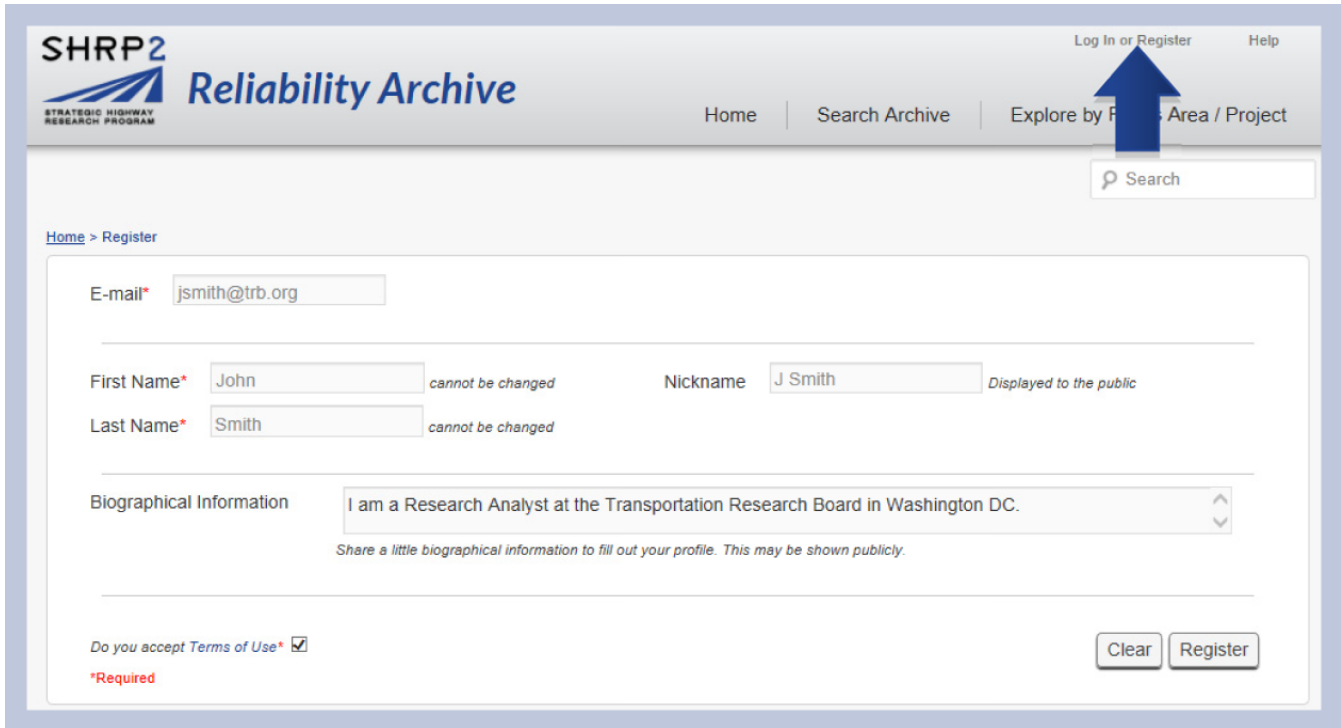 SHRP2
STRATEGIC HIGHWAY
RESEARCH PROGRAM
Reliability Archive
Log In or Register Help
Home Search Archive Explore by Area / Project
Search
Home > Register
E-mail* jsmith@trb.org
First Name* John cannot be changed Nickname J Smith Displayed to the public
Last Name* Smith cannot be changed
Biographical Information I am a Research Analyst at the Transportation Research Board in Washington DC.
Share a little biographical information to fill out your profile. This may be shown publicly.
Do you accept Terms of Use* Clear Register
*Required